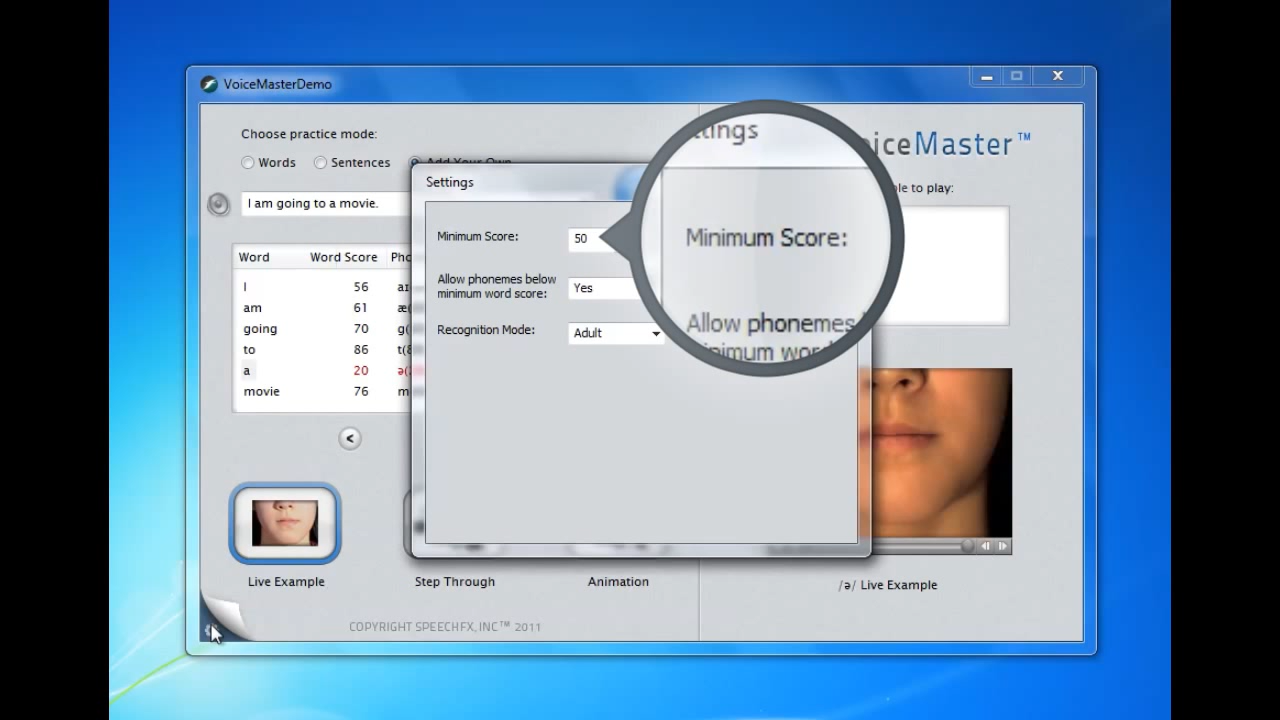 VoiceMasterDemo
Choose practice mode:
Words Sentences Add Your Own
I am going to a movie.
Word Word Score
I 56
am 61
going 70
to 86
a 20
movie 76
Settings
Minimum Score: 50
Allow phonemes below
minimum word score: Yes
Recognition Mode: Adult
Minimum Score:
Allow phonemes
Master™
to play:
Live Example
Step Through
Animation
/ə/ Live Example
COPYRIGHT SPEECHFX, INC™ 2011